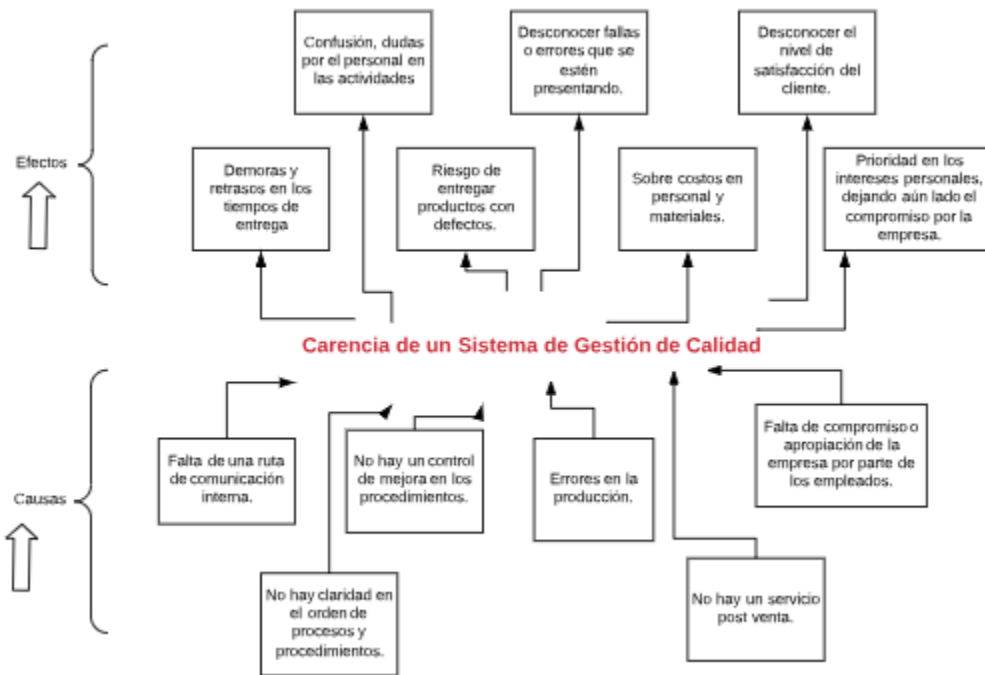 Confusión, dudas
por el personal en
las actividades
Desconocer fallas
o errores que se
estén
presentando.
Desconocer el
nivel de
satisfacción del
cliente.
Efectos
Demoras y
retrasos en los
tiempos de
entrega
Riesgo de
entregar
productos con
defectos.
Sobre costos en
personal y
materiales.
Prioridad en los
intereses personales,
dejando aún lado el
compromiso por la
empresa.
Carencia de un Sistema de Gestión de Calidad
Causas
Falta de una ruta
de comunicación
interna.
No hay un control
de mejora en los
procedimientos.
Errores en la
producción.
Falta de compromiso o
apropiación de la
empresa por parte de
los empleados.
No hay claridad en
el orden de
procesos y
procedimientos.
No hay un servicio
post venta.